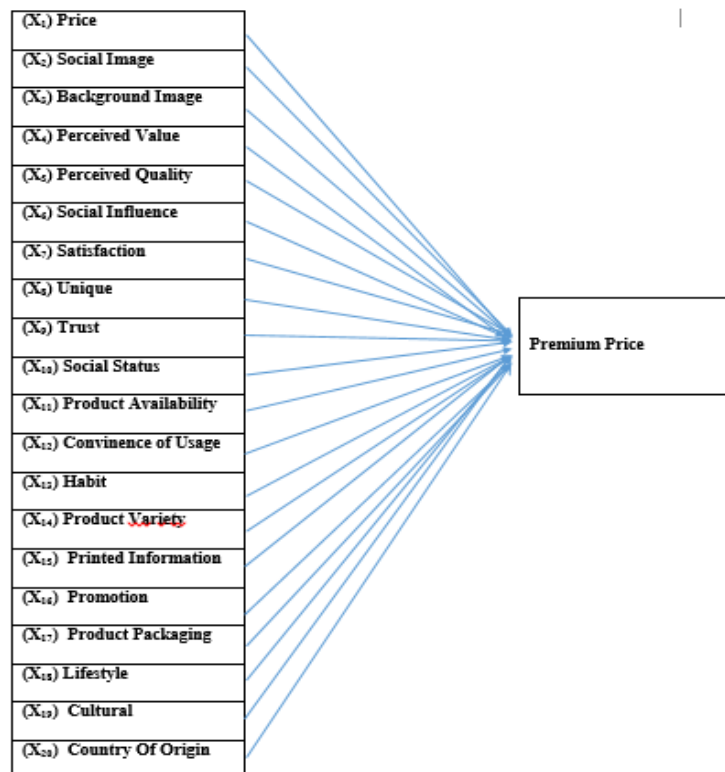 (X₁) Price
(X₂) Social Image
(X₃) Background Image
(X₄) Perceived Value
(X₅) Perceived Quality
(X₆) Social Influence
(X₇) Satisfaction
(X₈) Unique
(X₉) Trust
(X₁₀) Social Status
(X₁₁) Product Availability
(X₁₂) Convinence of Usage
(X₁₃) Habit
(X₁₄) Product Variety
(X₁₅) Printed Information
(X₁₆) Promotion
(X₁₇) Product Packaging
(X₁₈) Lifestyle
(X₁₉) Cultural
(X₂₀) Country Of Origin
Premium Price